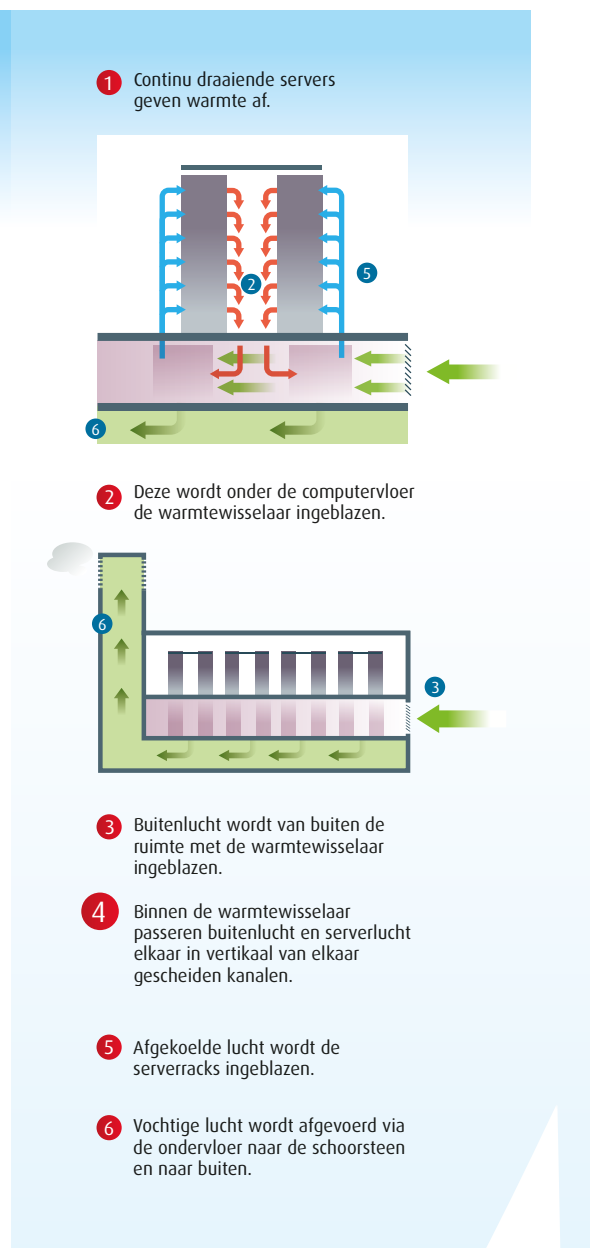 1 Continu draaiende servers
geven warmte af.
2
5
6
2 Deze wordt onder de computervloer
de warmtewisselaar ingeblazen.
6
3
3 Buitenlucht wordt van buiten de
ruimte met de warmtewisselaar
ingeblazen.
4 Binnen de warmtewisselaar
passeren buitenlucht en serverlucht
elkaar in vertikaal van elkaar
gescheiden kanalen.
5 Afgekoelde lucht wordt de
serverracks ingeblazen.
6 Vochtige lucht wordt afgevoerd via
de ondervloer naar de schoorsteen
en naar buiten.